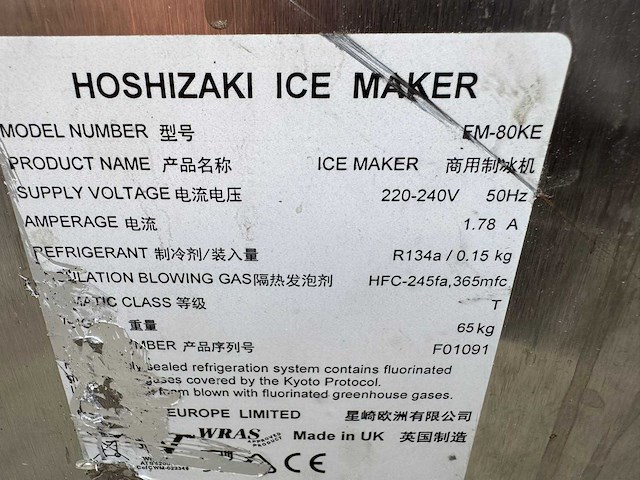 HOSHIZAKI ICE MAKER
MODEL NUMBER 型号 FM-80KE
PRODUCT NAME 产品名称 ICE MAKER 商用制冰机
SUPPLY VOLTAGE 电流电压 220-240V 50Hz
AMPERAGE 电流 1.78 A
REFRIGERANT 制冷剂/装入量 R134a / 0.15 kg
BLOWING GAS隔热发泡剂 HFC-245fa,365mfc
CLASS 等级 T
重量 65kg
产品序列号 F01091
sealed refrigeration system contains fluorinated
gases covered by the Kyoto Protocol.
foam blown with fluorinated greenhouse gases.
EUROPE LIMITED 星崎欧洲有限公司
WRAS APPROVED PRODUCT Made in UK 英国制造
CE